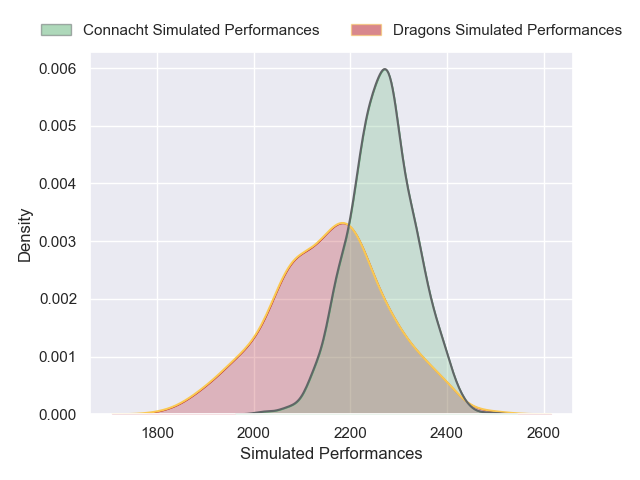 Connacht Simulated Performances Dragons Simulated Performances
0.006
0.005
0.004
0.003
0.002
0.001
0.000
Density
1800 2000 2200 2400 2600
Simulated Performances